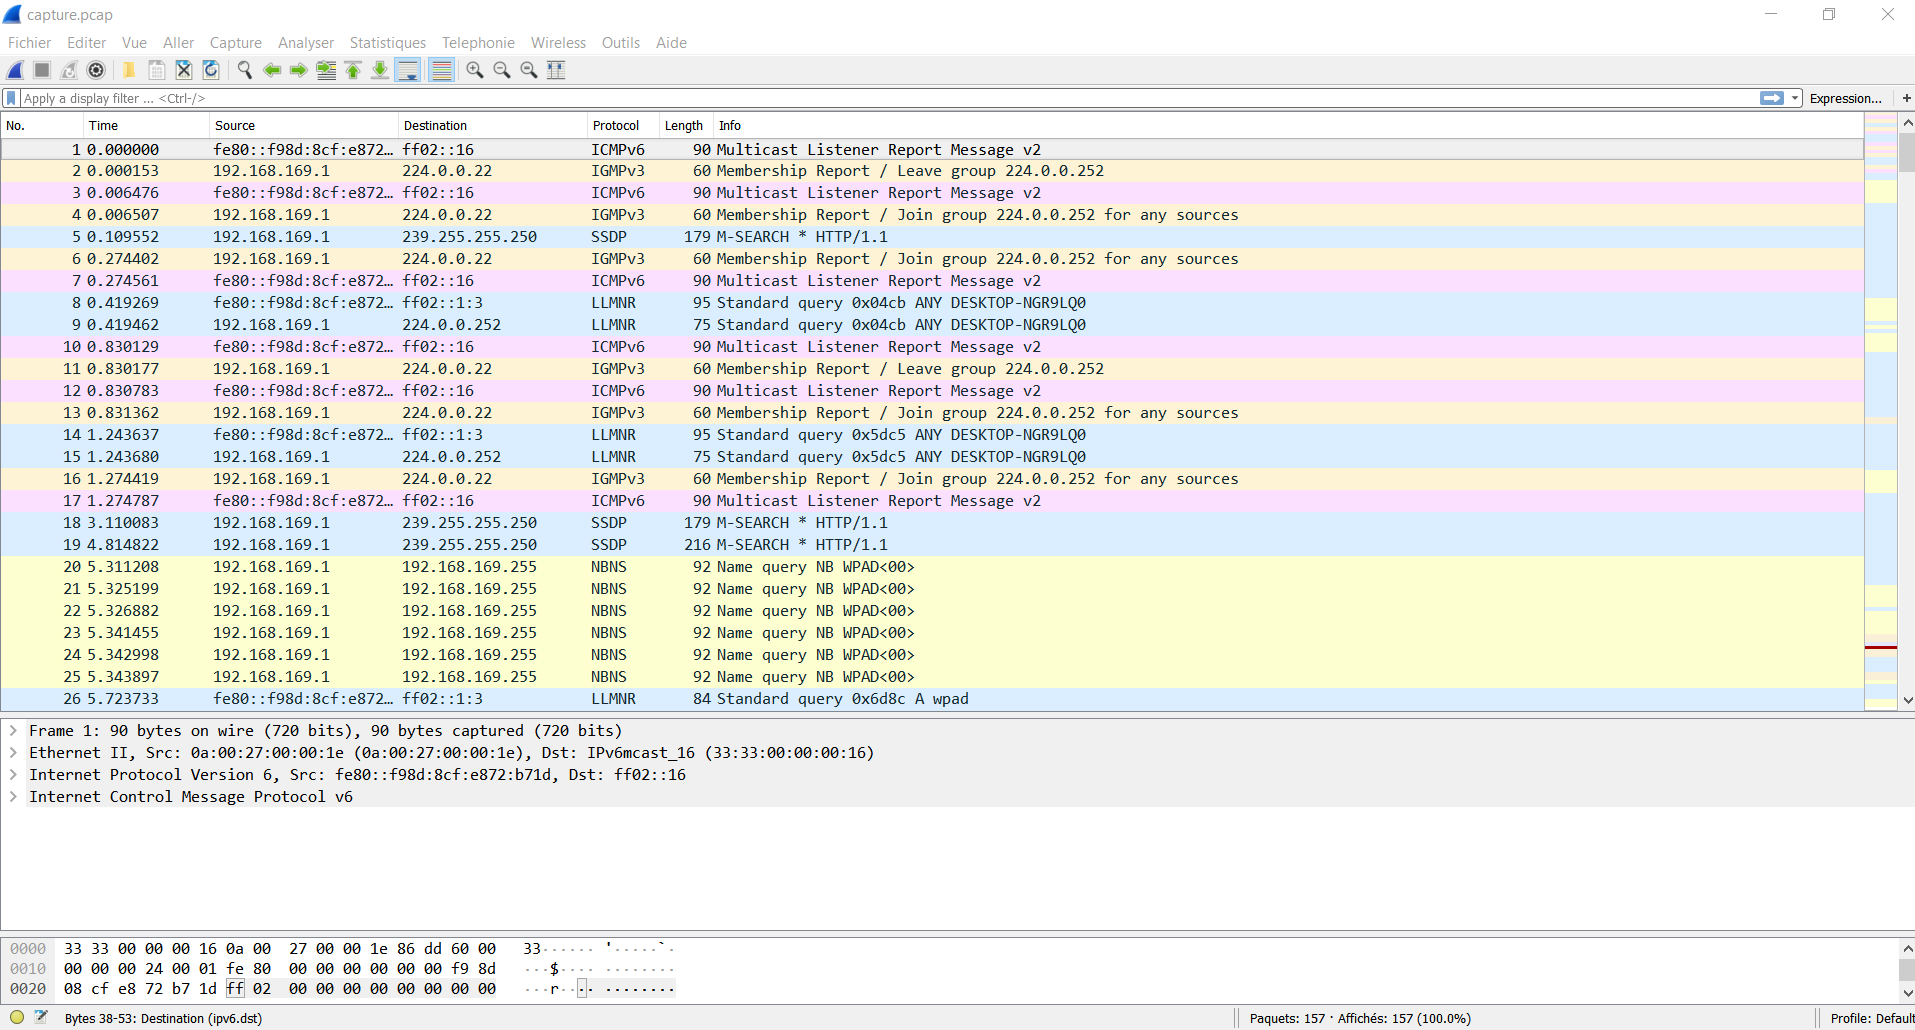 capture.pcap
Fichier Editer Vue Aller Capture Analyser Statistiques Telephonie Wireless Outils Aide
Apply a display filter ... <Ctrl-/> Expression... +
No. Time Source Destination Protocol Length Info
1 0.000000 fe80::f98d:8cf:e872… ff02::16 ICMPv6 90 Multicast Listener Report Message v2
2 0.000153 192.168.169.1 224.0.0.22 IGMPv3 60 Membership Report / Leave group 224.0.0.252
3 0.006476 fe80::f98d:8cf:e872… ff02::16 ICMPv6 90 Multicast Listener Report Message v2
4 0.006507 192.168.169.1 224.0.0.22 IGMPv3 60 Membership Report / Join group 224.0.0.252 for any sources
5 0.109552 192.168.169.1 239.255.255.250 SSDP 179 M-SEARCH * HTTP/1.1
6 0.274402 192.168.169.1 224.0.0.22 IGMPv3 60 Membership Report / Join group 224.0.0.252 for any sources
7 0.274561 fe80::f98d:8cf:e872… ff02::16 ICMPv6 90 Multicast Listener Report Message v2
8 0.419269 fe80::f98d:8cf:e872… ff02::1:3 LLMNR 95 Standard query 0x04cb ANY DESKTOP-NGR9LQ0
9 0.419462 192.168.169.1 224.0.0.252 LLMNR 75 Standard query 0x04cb ANY DESKTOP-NGR9LQ0
10 0.830129 fe80::f98d:8cf:e872… ff02::16 ICMPv6 90 Multicast Listener Report Message v2
11 0.830177 192.168.169.1 224.0.0.22 IGMPv3 60 Membership Report / Leave group 224.0.0.252
12 0.830783 fe80::f98d:8cf:e872… ff02::16 ICMPv6 90 Multicast Listener Report Message v2
13 0.831362 192.168.169.1 224.0.0.22 IGMPv3 60 Membership Report / Join group 224.0.0.252 for any sources
14 1.243637 fe80::f98d:8cf:e872… ff02::1:3 LLMNR 95 Standard query 0x5dc5 ANY DESKTOP-NGR9LQ0
15 1.243680 192.168.169.1 224.0.0.252 LLMNR 75 Standard query 0x5dc5 ANY DESKTOP-NGR9LQ0
16 1.274419 192.168.169.1 224.0.0.22 IGMPv3 60 Membership Report / Join group 224.0.0.252 for any sources
17 1.274787 fe80::f98d:8cf:e872… ff02::16 ICMPv6 90 Multicast Listener Report Message v2
18 3.110083 192.168.169.1 239.255.255.250 SSDP 179 M-SEARCH * HTTP/1.1
19 4.814822 192.168.169.1 239.255.255.250 SSDP 216 M-SEARCH * HTTP/1.1
20 5.311208 192.168.169.1 192.168.169.255 NBNS 92 Name query NB WPAD<00>
21 5.325199 192.168.169.1 192.168.169.255 NBNS 92 Name query NB WPAD<00>
22 5.326882 192.168.169.1 192.168.169.255 NBNS 92 Name query NB WPAD<00>
23 5.341455 192.168.169.1 192.168.169.255 NBNS 92 Name query NB WPAD<00>
24 5.342998 192.168.169.1 192.168.169.255 NBNS 92 Name query NB WPAD<00>
25 5.343897 192.168.169.1 192.168.169.255 NBNS 92 Name query NB WPAD<00>
26 5.723733 fe80::f98d:8cf:e872… ff02::1:3 LLMNR 84 Standard query 0x6d8c A wpad
Frame 1: 90 bytes on wire (720 bits), 90 bytes captured (720 bits)
Ethernet II, Src: 0a:00:27:00:00:1e (0a:00:27:00:00:1e), Dst: IPv6mcast_16 (33:33:00:00:00:16)
Internet Protocol Version 6, Src: fe80::f98d:8cf:e872:b71d, Dst: ff02::16
Internet Control Message Protocol v6
0000 33 33 00 00 00 16 0a 00 27 00 00 1e 86 dd 60 00 33······ '·····`·
0010 00 00 00 24 00 01 fe 80 00 00 00 00 00 00 f9 8d ···$···· ········
0020 08 cf e8 72 b7 1d ff 02 00 00 00 00 00 00 00 00 ···r···· ········
Bytes 38-53: Destination (ipv6.dst) Paquets: 157 · Affichés: 157 (100.0%) Profile: Default